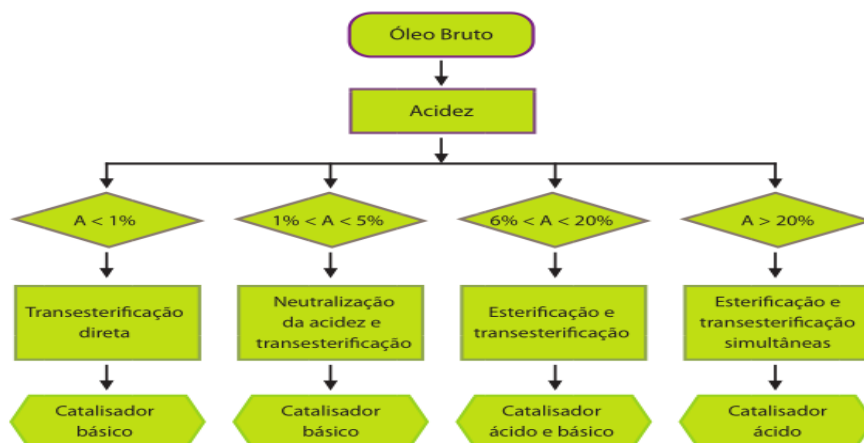 Óleo Bruto
Acidez
A < 1%
1% < A < 5%
6% < A < 20%
A > 20%
Transesterificação
direta
Neutralização
da acidez e
transesterificação
Esterificação e
transesterificação
Esterificação e
transesterificação
simultâneas
Catalisador
básico
Catalisador
básico
Catalisador
ácido e básico
Catalisador
ácido